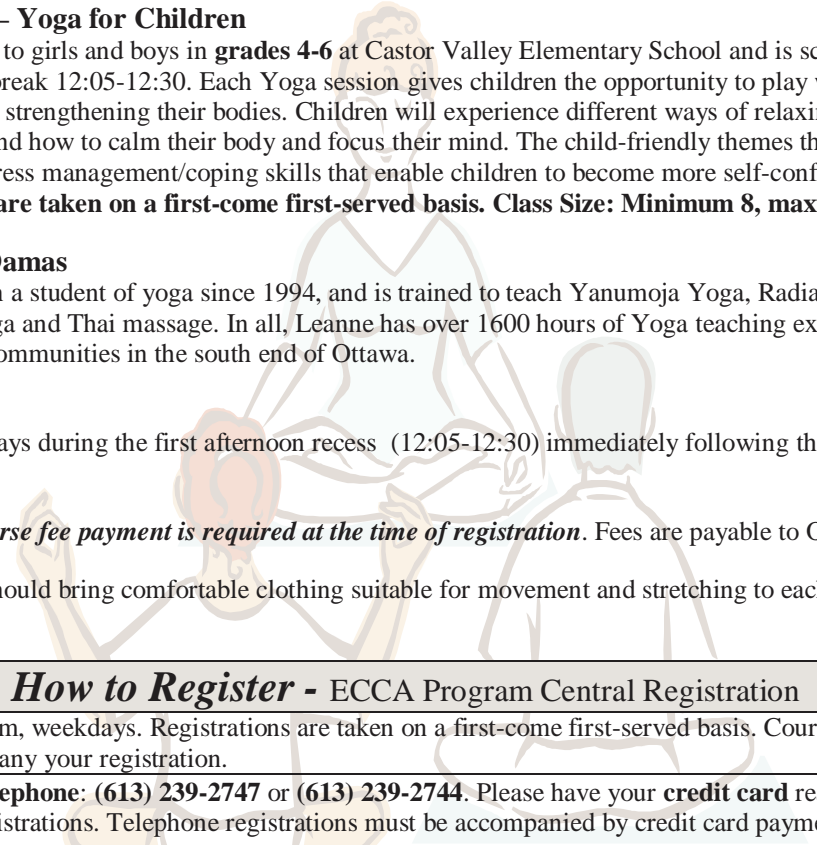 – Yoga for Children
to girls and boys in grades 4-6 at Castor Valley Elementary School and is sc
break 12:05-12:30. Each Yoga session gives children the opportunity to play
strengthening their bodies. Children will experience different ways of relaxin
nd how to calm their body and focus their mind. The child-friendly themes th
ress management/coping skills that enable children to become more self-conf
are taken on a first-come first-served basis. Class Size: Minimum 8, max
Damas
n a student of yoga since 1994, and is trained to teach Yanumoja Yoga, Radia
ga and Thai massage. In all, Leanne has over 1600 hours of Yoga teaching ex
ommunities in the south end of Ottawa.
ays during the first afternoon recess (12:05-12:30) immediately following th
rse fee payment is required at the time of registration. Fees are payable to C
hould bring comfortable clothing suitable for movement and stretching to eac
How to Register - ECCA Program Central Registration
m, weekdays. Registrations are taken on a first-come first-served basis. Cour
any your registration.
ephone: (613) 239-2747 or (613) 239-2744. Please have your credit card re
istrations. Telephone registrations must be accompanied by credit card payme